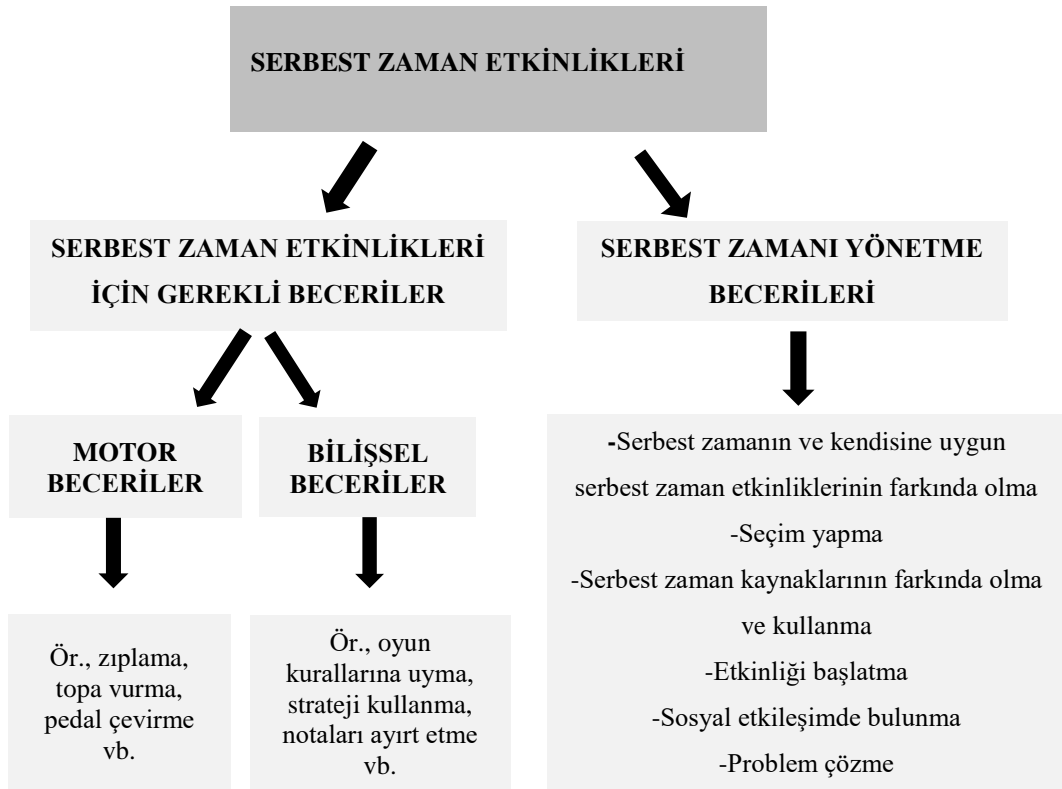 SERBEST ZAMAN ETKİNLİKLERİ
SERBEST ZAMAN ETKİNLİKLERİ
İÇİN GEREKLİ BECERİLER
SERBEST ZAMANI YÖNETME
BECERİLERİ
MOTOR
BECERİLER
BİLİŞSEL
BECERİLER
Ör., zıplama,
topa vurma,
pedal çevirme
vb.
Ör., oyun
kurallarına uyma,
strateji kullanma,
notaları ayırt etme
vb.
-Serbest zamanın ve kendisine uygun
serbest zaman etkinliklerinin farkında olma
-Seçim yapma
-Serbest zaman kaynaklarının farkında olma
ve kullanma
-Etkinliği başlatma
-Sosyal etkileşimde bulunma
-Problem çözme